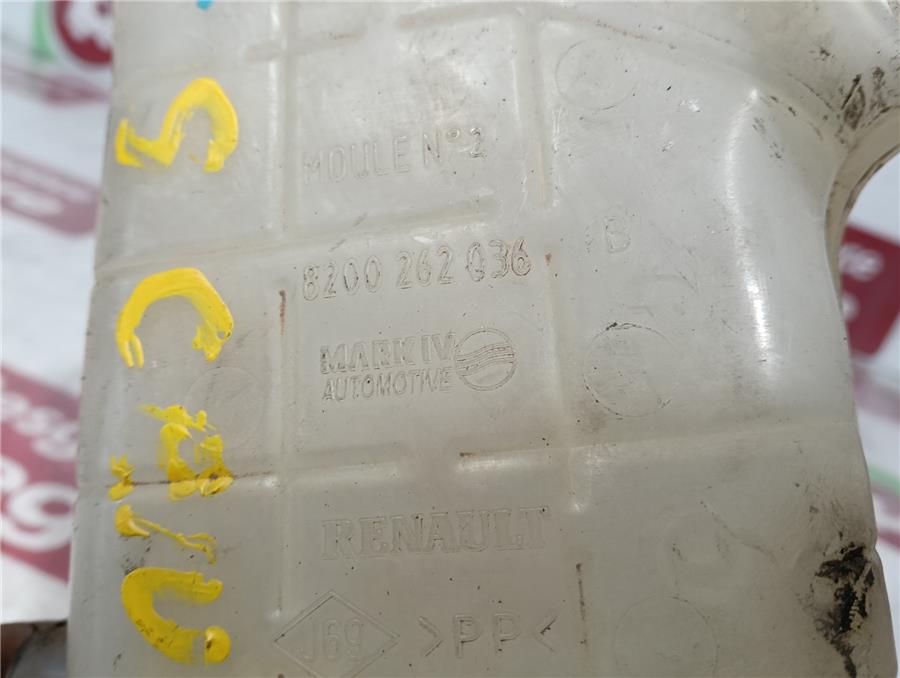 MOULE N° 2
8200 262 036
B
MARK IV
AUTOMOTIVE
RENAULT
J69
>PP<